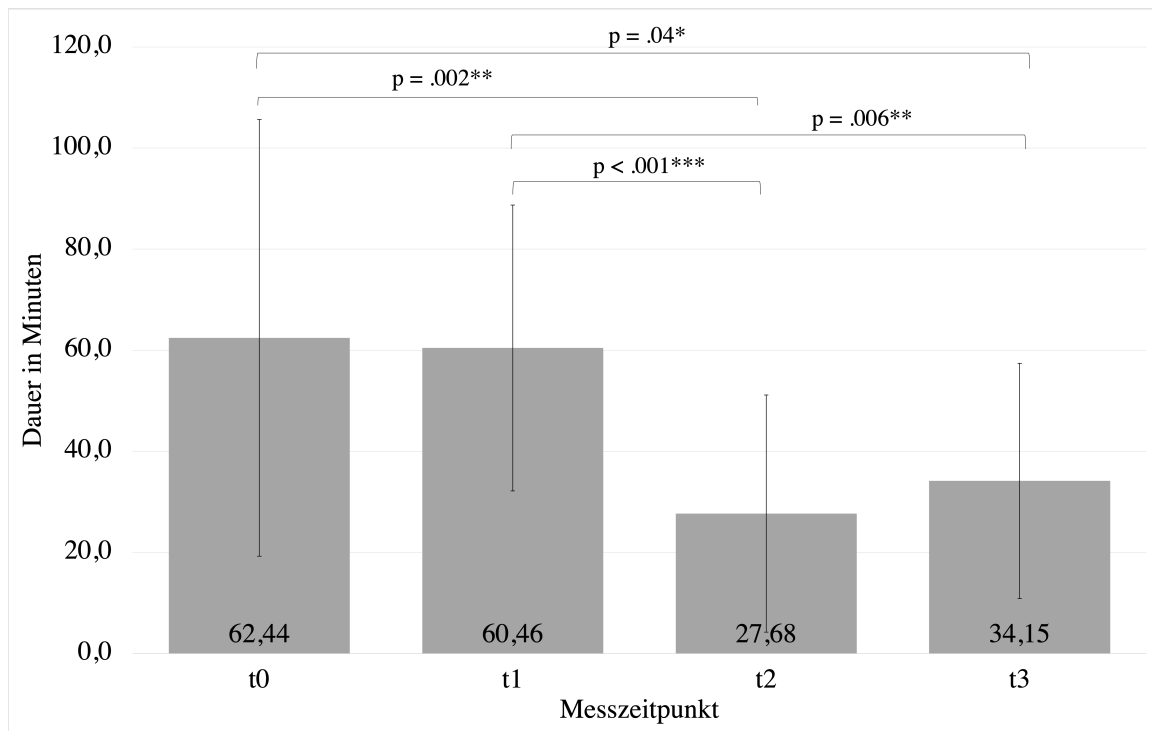 120,0
p = .04*
p = .002**
p = .006**
100,0
p < .001***
80,0
Dauer in Minuten
60,0
40,0
20,0
62,44 60,46 27,68 34,15
0,0
t0 t1 t2 t3
Messzeitpunkt